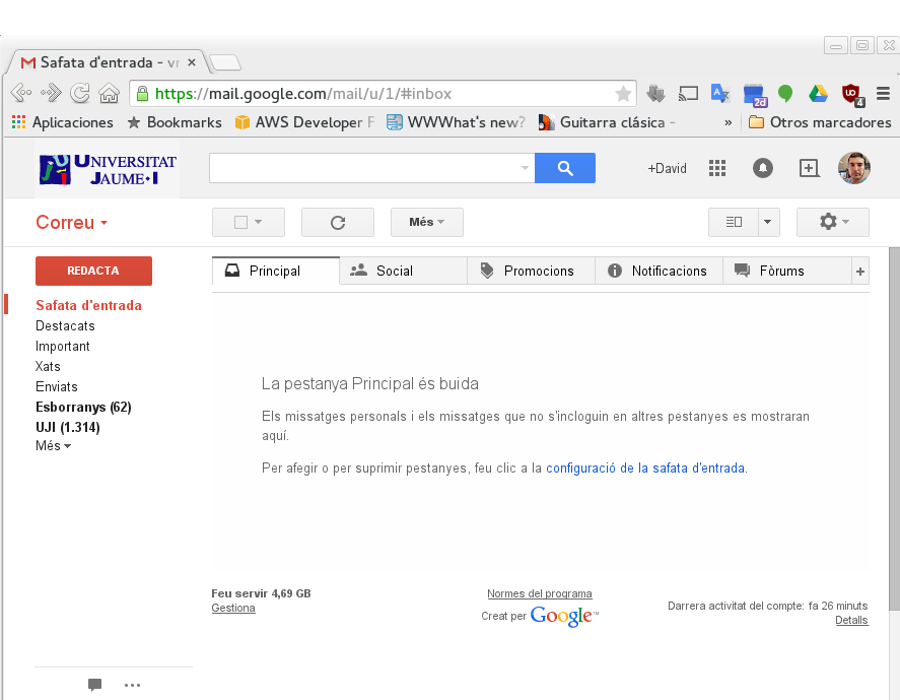 Safata d'entrada - vr
https://mail.google.com/mail/u/1/#inbox
2d
4
Aplicaciones
Bookmarks
AWS Developer F
WWWhat's new?
Guitarra clásica -
»
Otros marcadores
UNIVERSITAT
JAUME•I
+David
Correu
Més
REDACTA
Principal
Social
Promocions
Notificacions
Fòrums
+
Safata d'entrada
Destacats
Important
Xats
Enviats
Esborranys (62)
UJI (1.314)
Més
La pestanya Principal és buida
Els missatges personals i els missatges que no s'incloguin en altres pestanyes es mostraran
aquí.
Per afegir o per suprimir pestanyes, feu clic a la configuració de la safata d'entrada.
Feu servir 4,69 GB
Gestiona
Normes del programa
Creat per Google™
Darrera activitat del compte: fa 26 minuts
Detalls